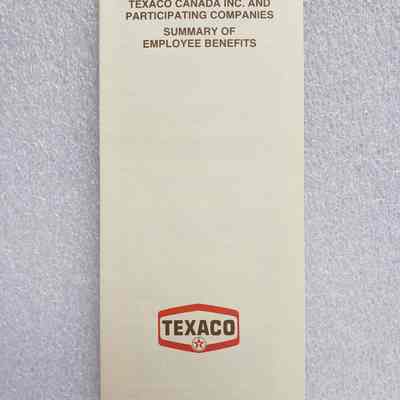 TEXACO CANADA INC. AND
PARTICIPATING COMPANIES
SUMMARY OF
EMPLOYEE BENEFITS
TEXACO